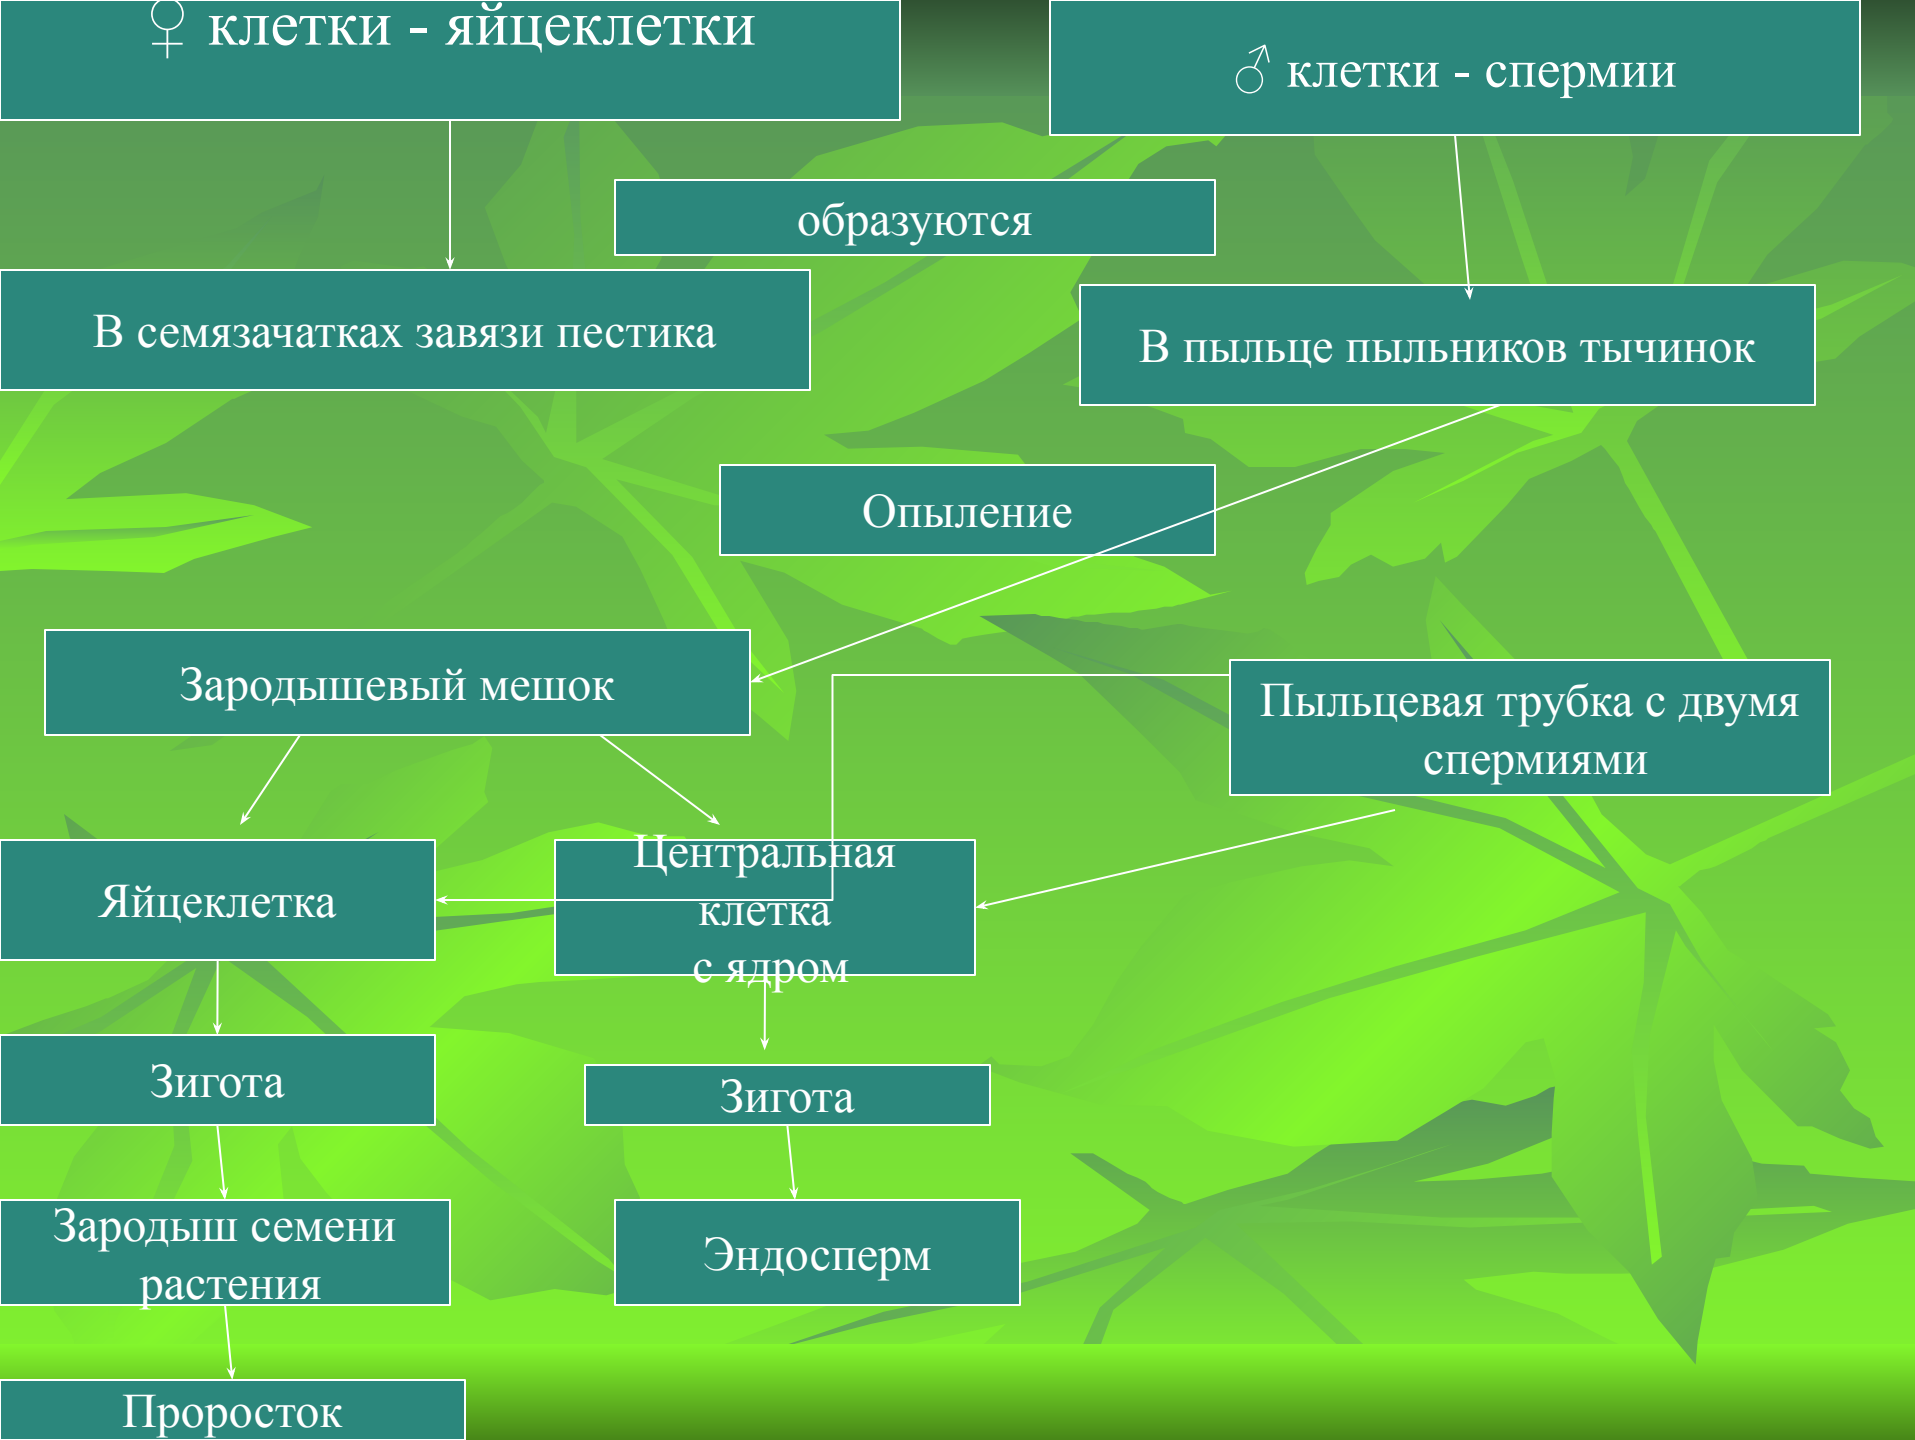 ♀ клетки - яйцеклетки
♂ клетки - спермии
образуются
В семязачатках завязи пестика
В пыльце пыльников тычинок
Опыление
Зародышевый мешок
Пыльцевая трубка с двумя
спермиями
Яйцеклетка
Центральная
клетка
с ядром
Зигота
Зигота
Зародыш семени
растения
Эндосперм
Проросток